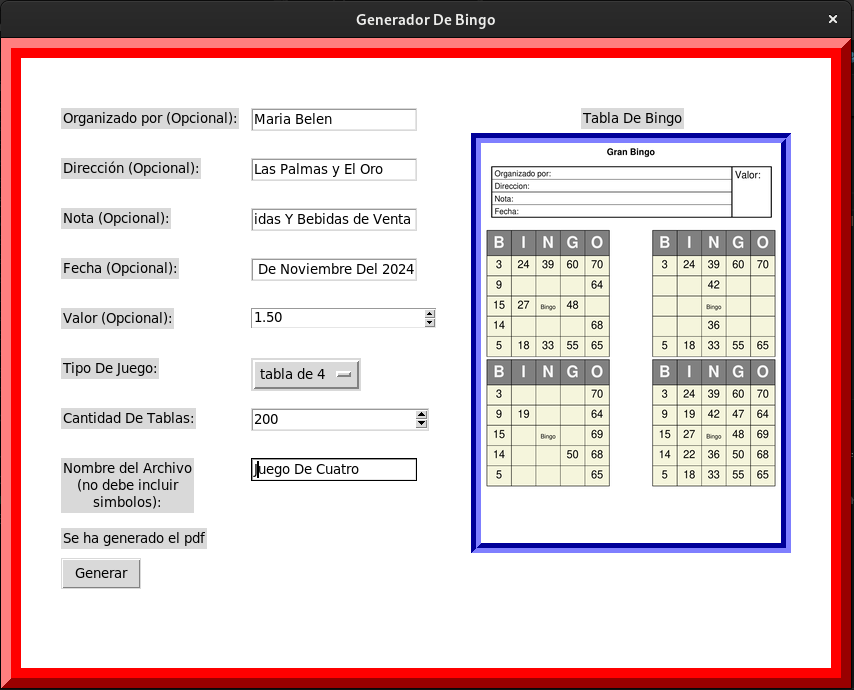 Generador De Bingo
×
Organizado por (Opcional):
Maria Belen
Dirección (Opcional):
Las Palmas y El Oro
Nota (Opcional):
idas Y Bebidas de Venta
Fecha (Opcional):
De Noviembre Del 2024
Valor (Opcional):
1.50
Tipo De Juego:
tabla de 4
Cantidad De Tablas:
200
Nombre del Archivo
(no debe incluir
simbolos):
Juego De Cuatro
Se ha generado el pdf
Generar
Tabla De Bingo
Gran Bingo
Organizado por:
Valor:
Direccion:
Nota:
Fecha:
B I N G O
3 24 39 60 70
9 64
15 27 Bingo 48
14 68
5 18 33 55 65
B I N G O
3 24 39 60 70
42
Bingo
36
5 18 33 55 65
B I N G O
3 70
9 19 64
15 Bingo 69
14 50 68
5 65
B I N G O
3 24 39 60 70
9 19 42 47 64
15 27 Bingo 48 69
14 22 36 50 68
5 18 33 55 65